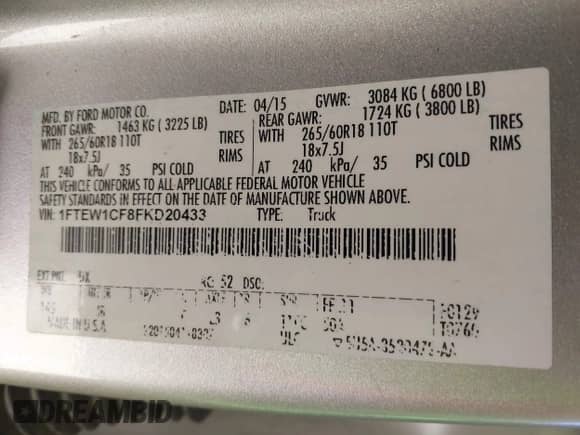 MFD. BY FORD MOTOR CO.
DATE: 04/15 GVWR: 3084 KG ( 6800 LB)
FRONT GAWR: 1463 KG ( 3225 LB)
REAR GAWR: 1724 KG ( 3800 LB)
WITH 265/60R18 110T TIRES
WITH 265/60R18 110T TIRES
18x7.5J RIMS
18x7.5J RIMS
AT 240 kPa/ 35 PSI COLD
AT 240 kPa/ 35 PSI COLD
THIS VEHICLE CONFORMS TO ALL APPLICABLE FEDERAL MOTOR VEHICLE
SAFETY STANDARDS IN EFFECT ON THE DATE OF MANUFACTURE SHOWN ABOVE.
VIN: 1FTEW1CF8FKD20433 TYPE: Truck
EXT PNT: UX RC: 52 DSO:
MADE IN U.S.A.
DREAMBID